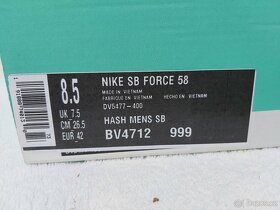 8.5
UK 7.5
CM 26.5
EUR 42
NIKE SB FORCE 58
MADE IN VIETNAM
FABRIQUE AU VIETNAM HECHO EN VIETNAM
DV5477-400
HASH MENS SB
BV4712 999